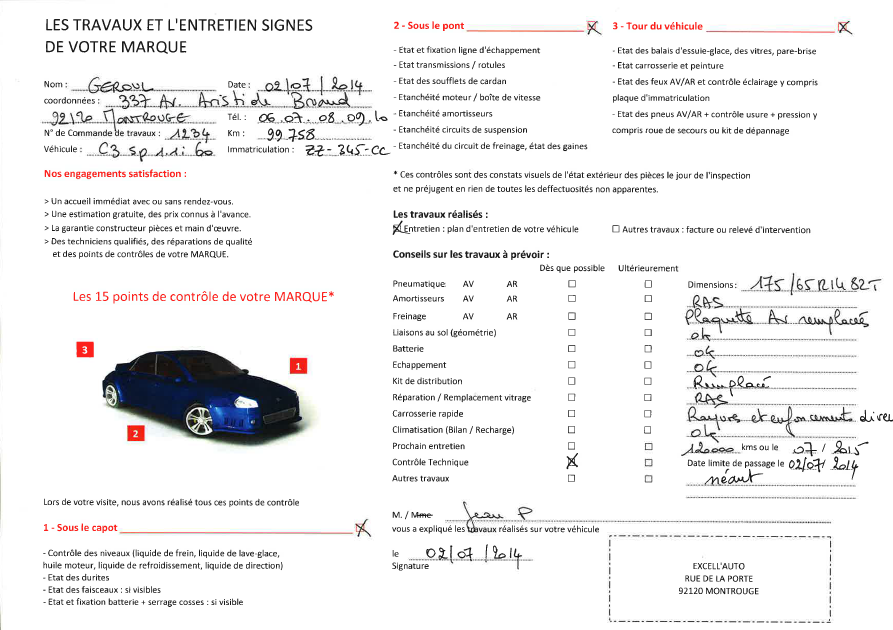 LES TRAVAUX ET L'ENTRETIEN SIGNES
DE VOTRE MARQUE
Nom : GEROUL Date : 02/07/2014
coordonnées : 337 Av. Aristide Briand
92120 MONTROUGE Tél. : 06.07.08.09.10
N° de Commande de travaux : 1234 Km : 99 758
Véhicule : C3 sp 1.1i 60 Immatriculation : ZZ-345-CC
Nos engagements satisfaction :
> Un accueil immédiat avec ou sans rendez-vous.
> Une estimation gratuite, des prix connus à l'avance.
> La garantie constructeur pièces et main d'œuvre.
> Des techniciens qualifiés, des réparations de qualité
et des points de contrôles de votre MARQUE.
Les 15 points de contrôle de votre MARQUE*
3
1
2
Lors de votre visite, nous avons réalisé tous ces points de contrôle
1 - Sous le capot
- Contrôle des niveaux (liquide de frein, liquide de lave-glace,
huile moteur, liquide de refroidissement, liquide de direction)
- Etat des durites
- Etat des faisceaux : si visibles
- Etat et fixation batterie + serrage cosses : si visible
2 - Sous le pont
- Etat et fixation ligne d'échappement
- Etat transmissions / rotules
- Etat des soufflets de cardan
- Etanchéité moteur / boîte de vitesse
- Etanchéité amortisseurs
- Etanchéité circuits de suspension
- Etanchéité du circuit de freinage, état des gaines
3 - Tour du véhicule
- Etat des balais d'essuie-glace, des vitres, pare-brise
- Etat carrosserie et peinture
- Etat des feux AV/AR et contrôle éclairage y compris
plaque d'immatriculation
- Etat des pneus AV/AR + contrôle usure + pression y
compris roue de secours ou kit de dépannage
* Ces contrôles sont des constats visuels de l'état extérieur des pièces le jour de l'inspection
et ne préjugent en rien de toutes les defectuosités non apparentes.
Les travaux réalisés :
Entretien : plan d'entretien de votre véhicule Autres travaux : facture ou relevé d'intervention
Conseils sur les travaux à prévoir :
Dès que possible Ultérieurement
Pneumatique AV AR Dimensions : 175/65R14 82T
Amortisseurs AV AR RAS
Freinage AV AR Plaquette Av remplacés
Liaisons au sol (géométrie) ok
Batterie ok
Echappement ok
Kit de distribution Remplacé
Réparation / Remplacement vitrage RAS
Carrosserie rapide Rayures et enfoncements diver
Climatisation (Bilan / Recharge) ok
Prochain entretien 120000 kms ou le 07/2015
Contrôle Technique Date limite de passage le 02/07/2014
Autres travaux néant
M. / Mme Jean P
vous a expliqué les travaux réalisés sur votre véhicule
le 02/07/2014
Signature
EXCELL'AUTO
RUE DE LA PORTE
92120 MONTROUGE